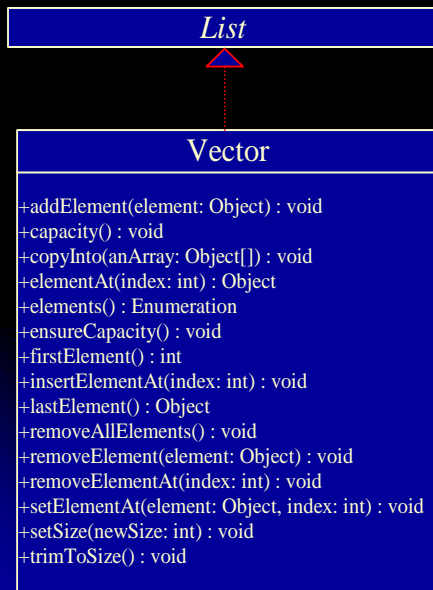 List
Vector
+addElement(element: Object) : void
+capacity() : void
+copyInto(anArray: Object[]) : void
+elementAt(index: int) : Object
+elements() : Enumeration
+ensureCapacity() : void
+firstElement() : int
+insertElementAt(index: int) : void
+lastElement() : Object
+removeAllElements() : void
+removeElement(element: Object) : void
+removeElementAt(index: int) : void
+setElementAt(element: Object, index: int) : void
+setSize(newSize: int) : void
+trimToSize() : void